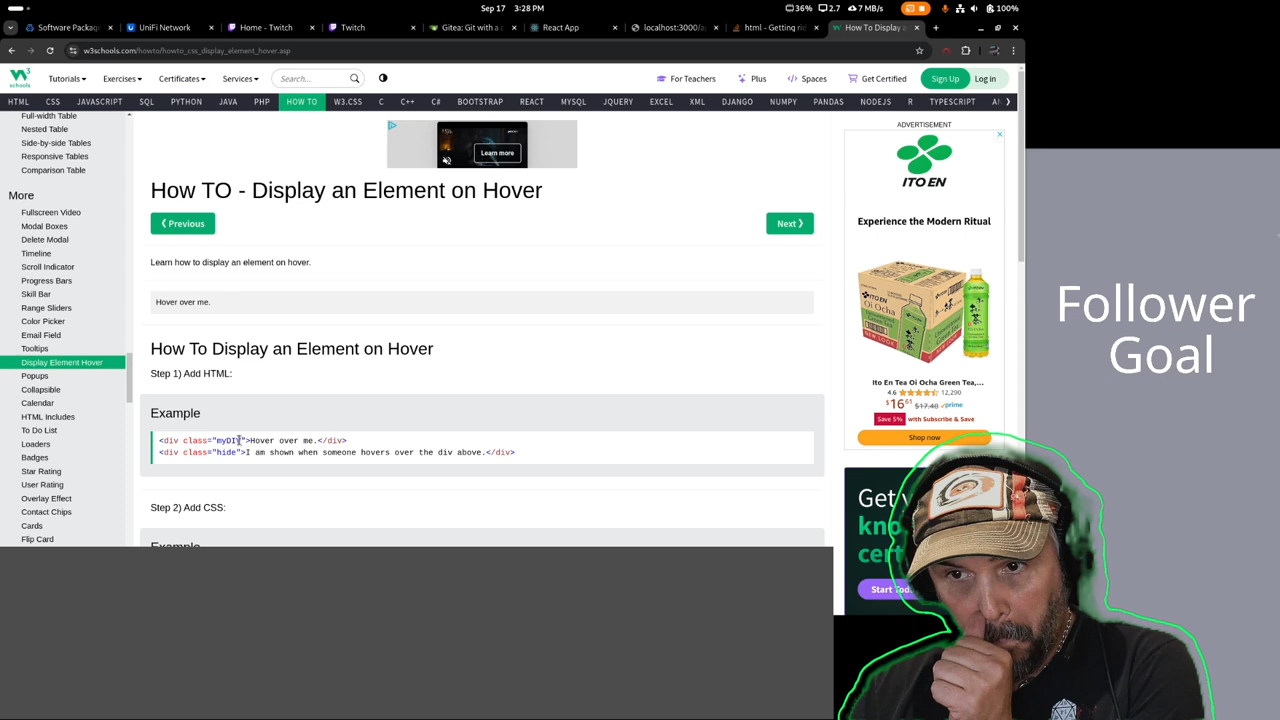 Sep 17 3:28 PM
36% 2.7 7 MB/s 100%
Software Packag UniFi Network Home - Twitch Twitch Gitea: Git with a c React App localhost:3000/ap html - Getting rid How To Display a
w3schools.com/howto/howto_css_display_element_hover.asp
Tutorials Exercises Certificates Services Search... For Teachers Plus Spaces Get Certified Sign Up Log in
HTML CSS JAVASCRIPT SQL PYTHON JAVA PHP HOW TO W3.CSS C C++ C# BOOTSTRAP REACT MYSQL JQUERY EXCEL XML DJANGO NUMPY PANDAS NODEJS R TYPESCRIPT
Full-width Table
Nested Table
Side-by-side Tables
Responsive Tables
Comparison Table
More
Fullscreen Video
Modal Boxes
Delete Modal
Timeline
Scroll Indicator
Progress Bars
Skill Bar
Range Sliders
Color Picker
Email Field
Tooltips
Display Element Hover
Popups
Collapsible
Calendar
HTML Includes
To Do List
Loaders
Badges
Star Rating
User Rating
Overlay Effect
Contact Chips
Cards
Flip Card
Learn more
How TO - Display an Element on Hover
❮ Previous
Next ❯
Learn how to display an element on hover.
Hover over me.
How To Display an Element on Hover
Step 1) Add HTML:
Example
<div class="myDIV">Hover over me.</div>
<div class="hide">I am shown when someone hovers over the div above.</div>
Step 2) Add CSS:
Example
ADVERTISEMENT
ITO EN
Experience the Modern Ritual
Ito En Tea Oi Ocha Green Tea,...
4.6 12,290
$16.61 $17.48 prime
Save 5% with Subscribe & Save
Shop now
Get
kno
cert
Start Tod
Follower
Goal